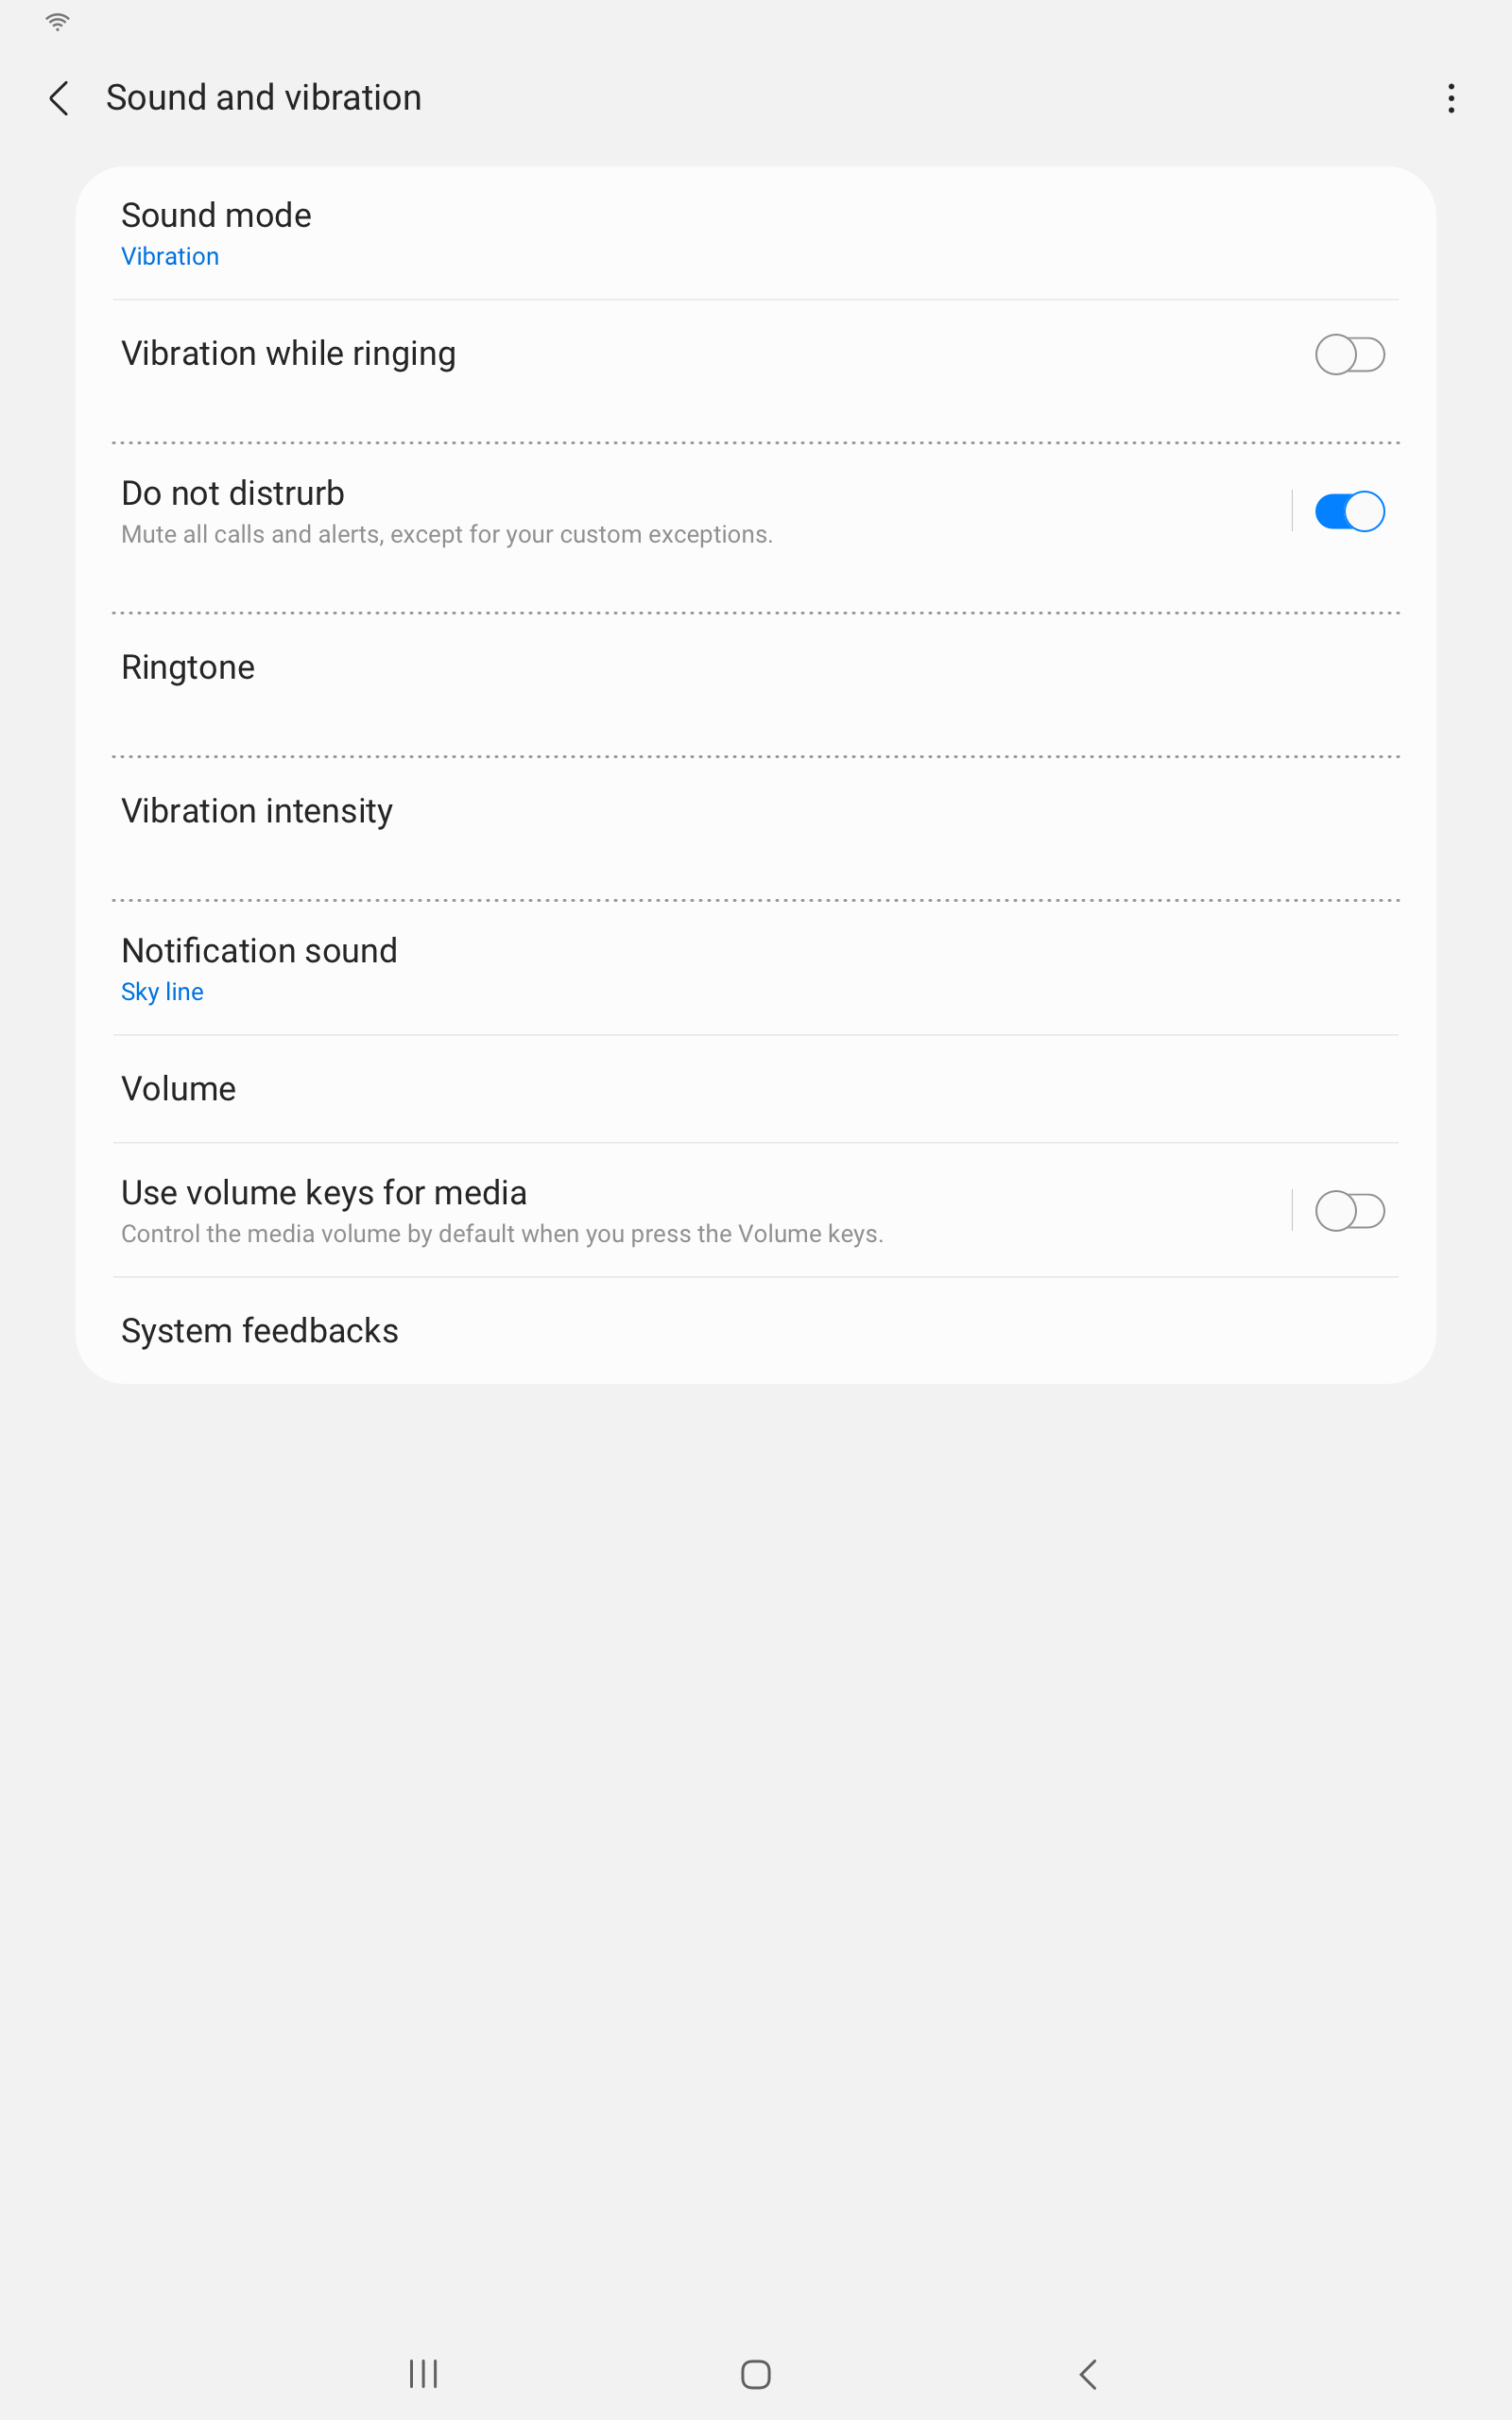 Sound and vibration
Sound mode
Vibration
Vibration while ringing
Do not distrurb
Mute all calls and alerts, except for your custom exceptions.
Ringtone
Vibration intensity
Notification sound
Sky line
Volume
Use volume keys for media
Control the media volume by default when you press the Volume keys.
System feedbacks